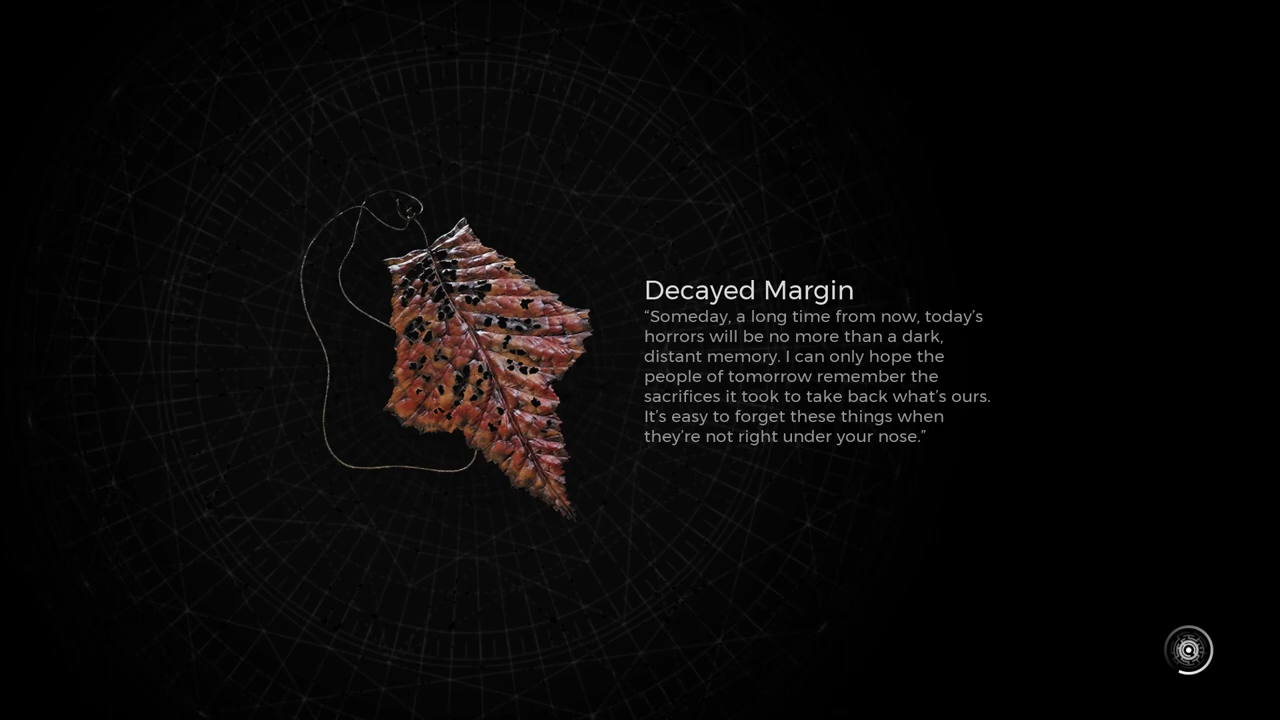 Decayed Margin
“Someday, a long time from now, today’s
horrors will be no more than a dark,
distant memory. I can only hope the
people of tomorrow remember the
sacrifices it took to take back what’s ours.
It’s easy to forget these things when
they’re not right under your nose.”